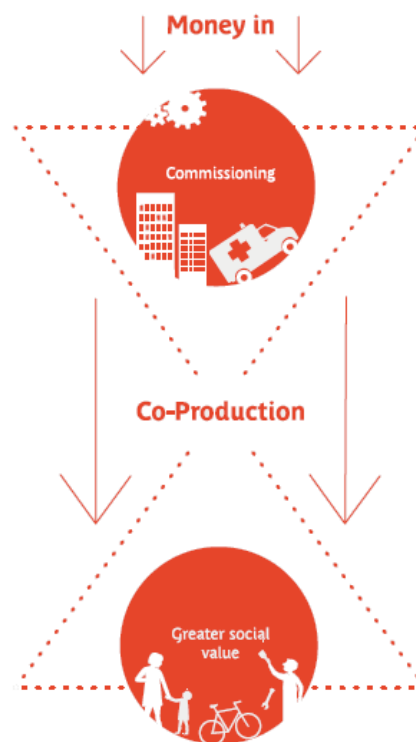 Money in
Commissioning
Co-Production
Greater social
value